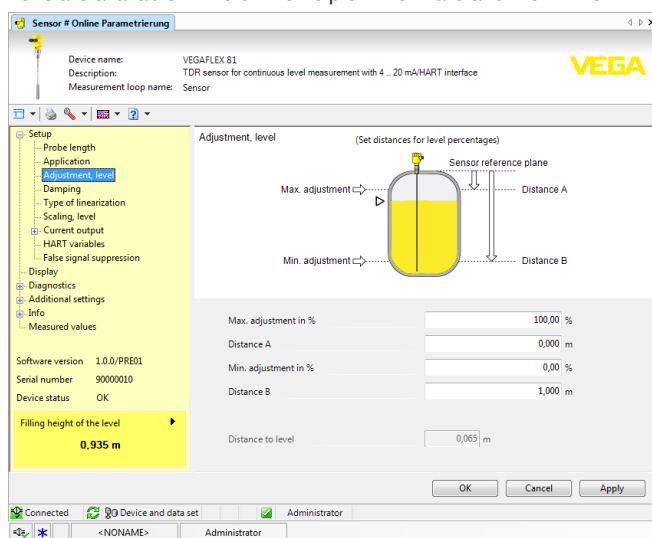 Sensor # Online Parametrierung
Device name: VEGAFLEX 81
Description: TDR sensor for continuous level measurement with 4 .. 20 mA/HART interface
Measurement loop name: Sensor
VEGA
Setup
Probe length
Application
Adjustment, level
Damping
Type of linearization
Scaling, level
Current output
HART variables
False signal suppression
Display
Diagnostics
Additional settings
Info
Measured values
Software version 1.0.0/PRE01
Serial number 90000010
Device status OK
Filling height of the level
0,935 m
Adjustment, level
(Set distances for level percentages)
Sensor reference plane
Max. adjustment
Distance A
Min. adjustment
Distance B
Max. adjustment in % 100,00 %
Distance A 0,000 m
Min. adjustment in % 0,00 %
Distance B 1,000 m
Distance to level 0,065 m
OK Cancel Apply
Connected Device and data set Administrator
<NONAME> Administrator